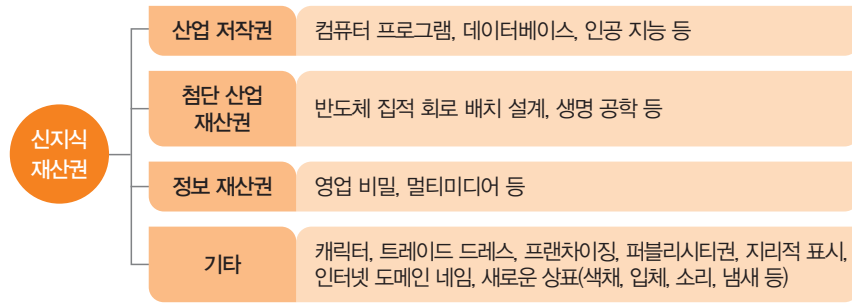 신지식
재산권
산업 저작권
컴퓨터 프로그램, 데이터베이스, 인공 지능 등
첨단 산업
재산권
반도체 집적 회로 배치 설계, 생명 공학 등
정보 재산권
영업 비밀, 멀티미디어 등
기타
캐릭터, 트레이드 드레스, 프랜차이징, 퍼블리시티권, 지리적 표시,
인터넷 도메인 네임, 새로운 상표(색채, 입체, 소리, 냄새 등)